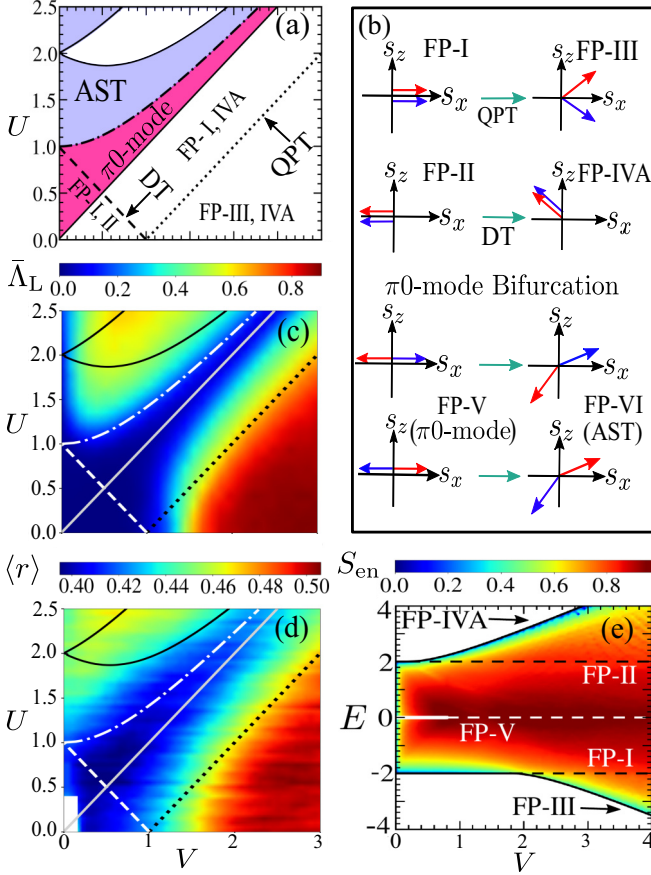 (a)
2.5
2.0
1.5
1.0
0.5
0
U
AST
π0-mode
FP- I, IVA
QPT
DT
FP-I, II
FP-III, IVA
(b)
FP-I
FP-III
s_z
s_z
s_x
s_x
QPT
FP-II
FP-IVA
s_z
s_z
s_x
s_x
DT
π0-mode Bifurcation
s_z
s_z
s_x
s_x
FP-V
(π0-mode)
FP-VI
(AST)
s_z
s_z
s_x
s_x
Λ̄_L
0.0 0.2 0.4 0.6 0.8
(c)
2.5
2.0
1.5
1.0
0.5
0.0
U
⟨r⟩
0.40 0.42 0.44 0.46 0.48 0.50
(d)
2.5
2.0
1.5
1.0
0.5
0.0
U
0 1 2 3
V
S_en
0.0 0.2 0.4 0.6 0.8
(e)
4
2
0
-2
-4
E
FP-IVA
FP-II
FP-V
FP-I
FP-III
0 1 2 3 4
V